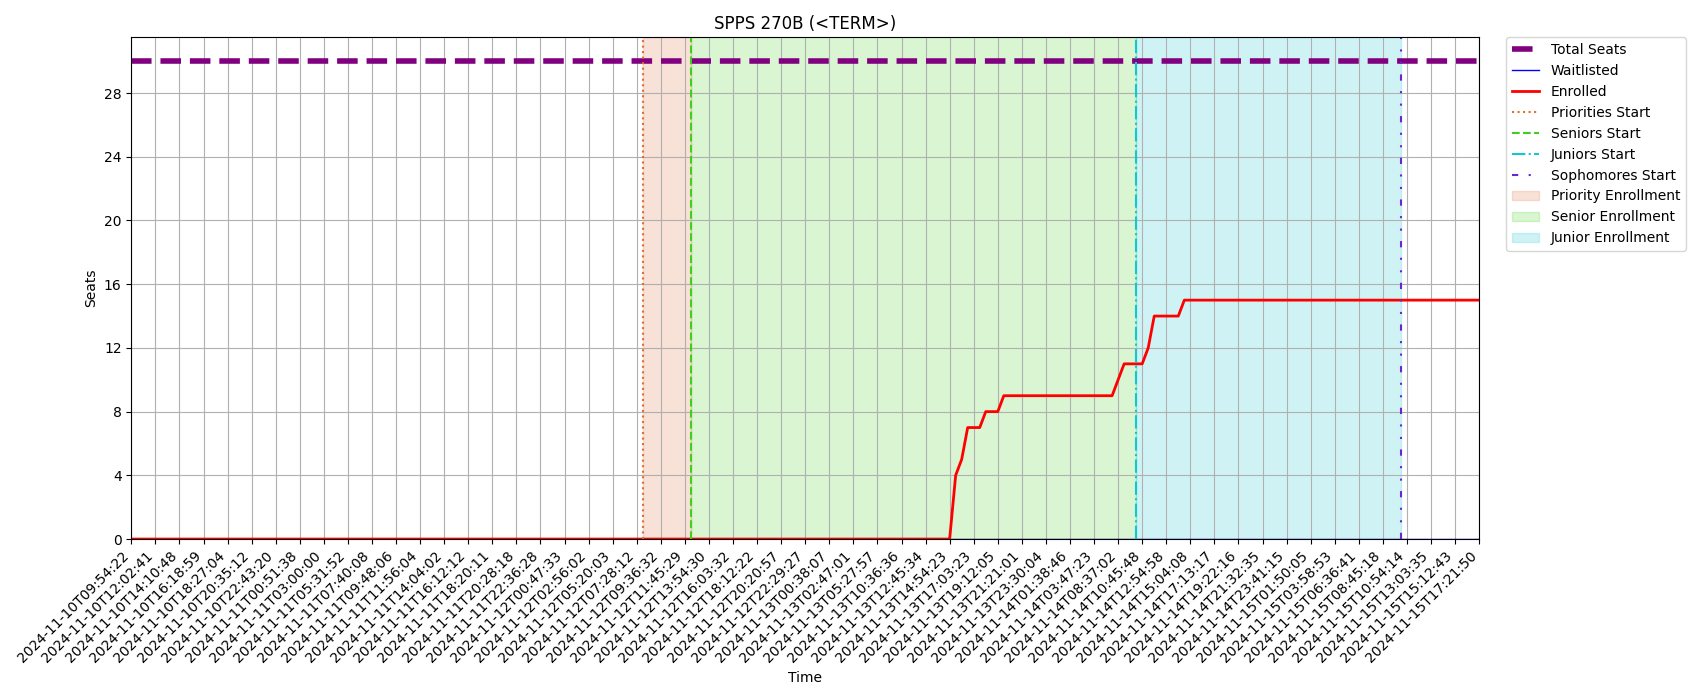 SPPS 270B (<TERM>)
Total Seats
Waitlisted
Enrolled
Priorities Start
Seniors Start
Juniors Start
Sophomores Start
Priority Enrollment
Senior Enrollment
Junior Enrollment
Seats
28
24
20
16
12
8
4
0
2024-11-10T09:54:22
2024-11-10T12:02:41
2024-11-10T14:10:48
2024-11-10T16:18:59
2024-11-10T18:27:04
2024-11-10T20:35:12
2024-11-10T22:43:20
2024-11-11T00:51:38
2024-11-11T03:00:00
2024-11-11T05:31:52
2024-11-11T07:40:08
2024-11-11T09:48:06
2024-11-11T11:56:04
2024-11-11T14:04:02
2024-11-11T16:12:12
2024-11-11T18:20:11
2024-11-11T20:28:18
2024-11-11T22:36:28
2024-11-12T00:47:33
2024-11-12T02:56:02
2024-11-12T05:20:03
2024-11-12T07:28:12
2024-11-12T09:36:32
2024-11-12T11:45:29
2024-11-12T13:54:30
2024-11-12T16:03:32
2024-11-12T18:12:22
2024-11-12T20:20:57
2024-11-12T22:29:27
2024-11-13T00:38:07
2024-11-13T02:47:01
2024-11-13T05:27:57
2024-11-13T10:36:36
2024-11-13T12:45:34
2024-11-13T14:54:23
2024-11-13T17:03:23
2024-11-13T19:12:05
2024-11-13T21:21:01
2024-11-13T23:30:04
2024-11-14T01:38:46
2024-11-14T03:47:23
2024-11-14T08:37:02
2024-11-14T10:45:48
2024-11-14T12:54:58
2024-11-14T15:04:08
2024-11-14T17:13:17
2024-11-14T19:22:16
2024-11-14T21:32:35
2024-11-14T23:41:15
2024-11-15T01:50:05
2024-11-15T03:58:53
2024-11-15T06:36:41
2024-11-15T08:45:18
2024-11-15T10:54:14
2024-11-15T13:03:35
2024-11-15T15:12:43
2024-11-15T17:21:50
Time